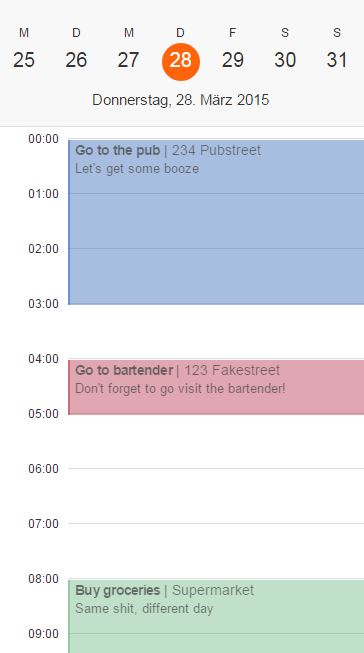 M D M D F S S
25 26 27 28 29 30 31
Donnerstag, 28. März 2015
00:00
Go to the pub | 234 Pubstreet
Let's get some booze
01:00
02:00
03:00
04:00
Go to bartender | 123 Fakestreet
Don't forget to go visit the bartender!
05:00
06:00
07:00
08:00
Buy groceries | Supermarket
Same shit, different day
09:00